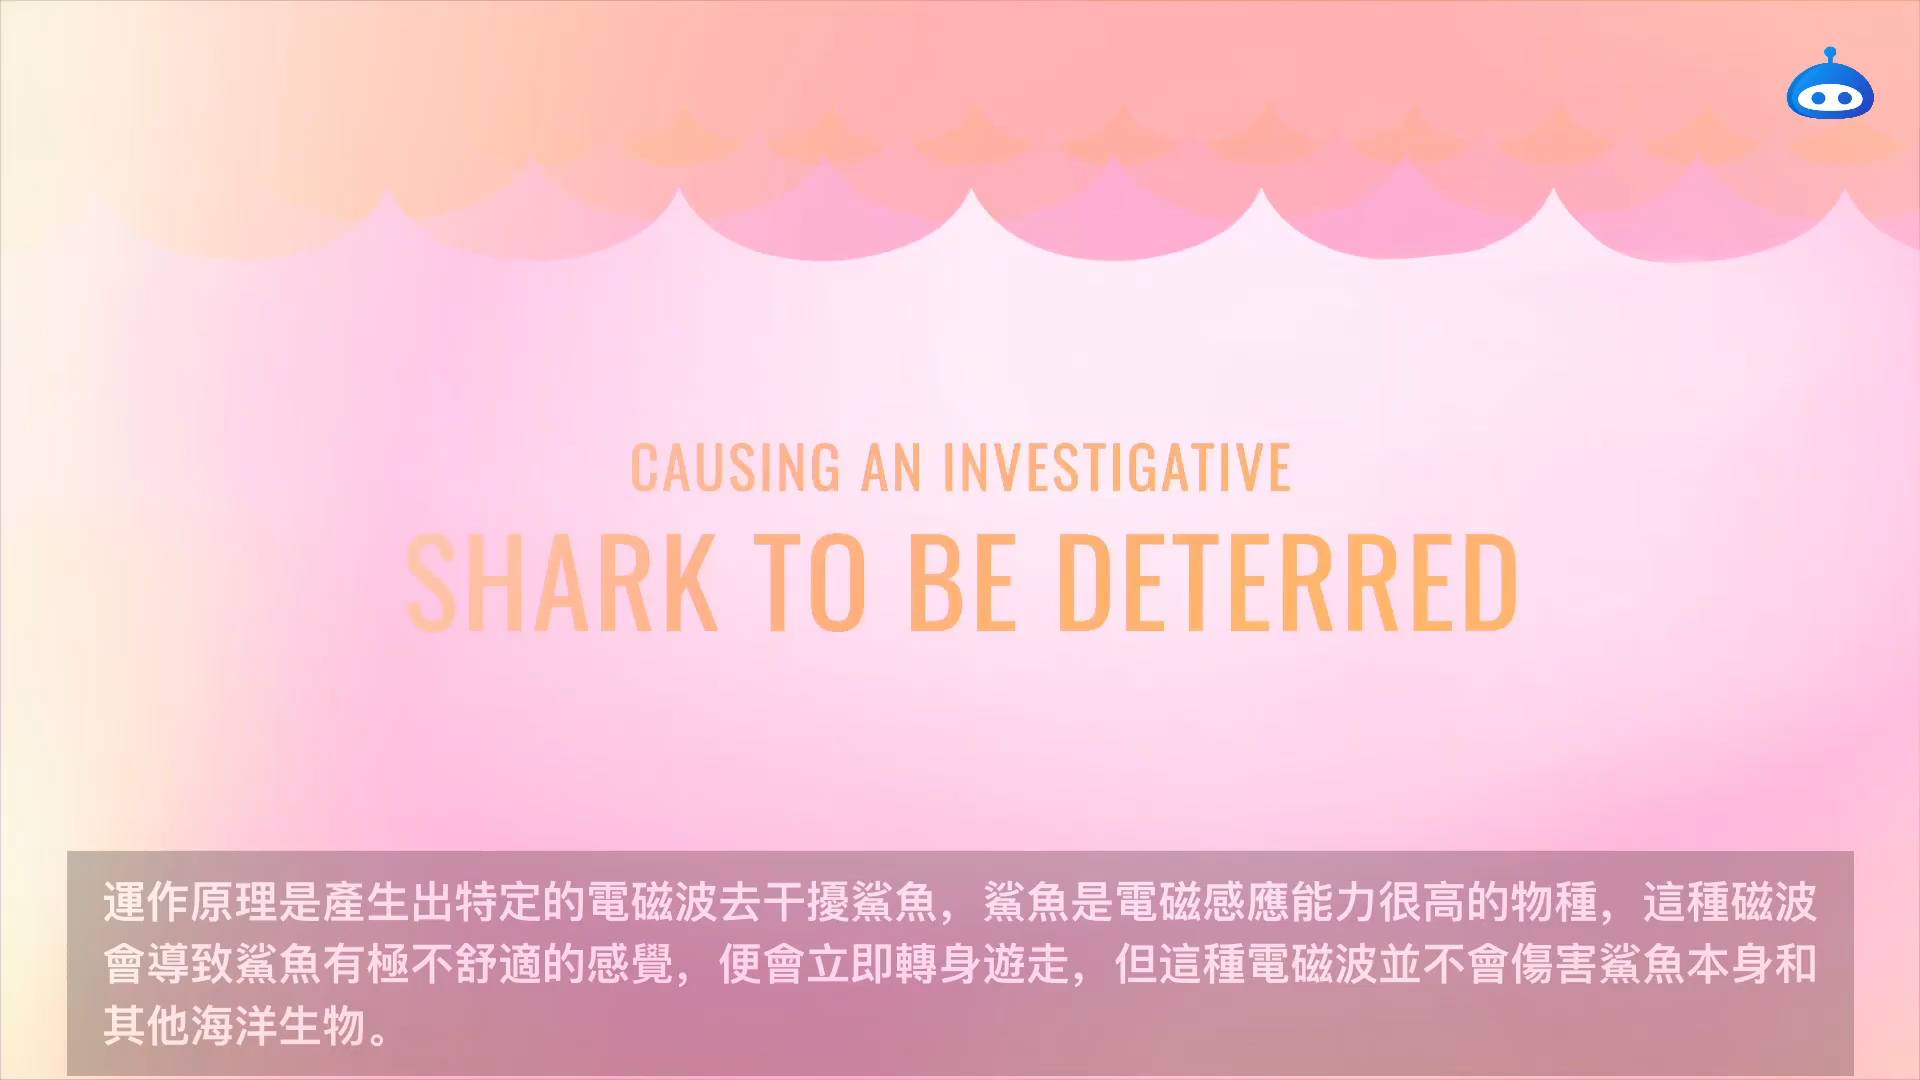 CAUSING AN INVESTIGATIVE
SHARK TO BE DETERRED
運作原理是產生出特定的電磁波去干擾鯊魚，鯊魚是電磁感應能力很高的物種，這種磁波
會導致鯊魚有極不舒適的感覺，便會立即轉身遊走，但這種電磁波並不會傷害鯊魚本身和
其他海洋生物。